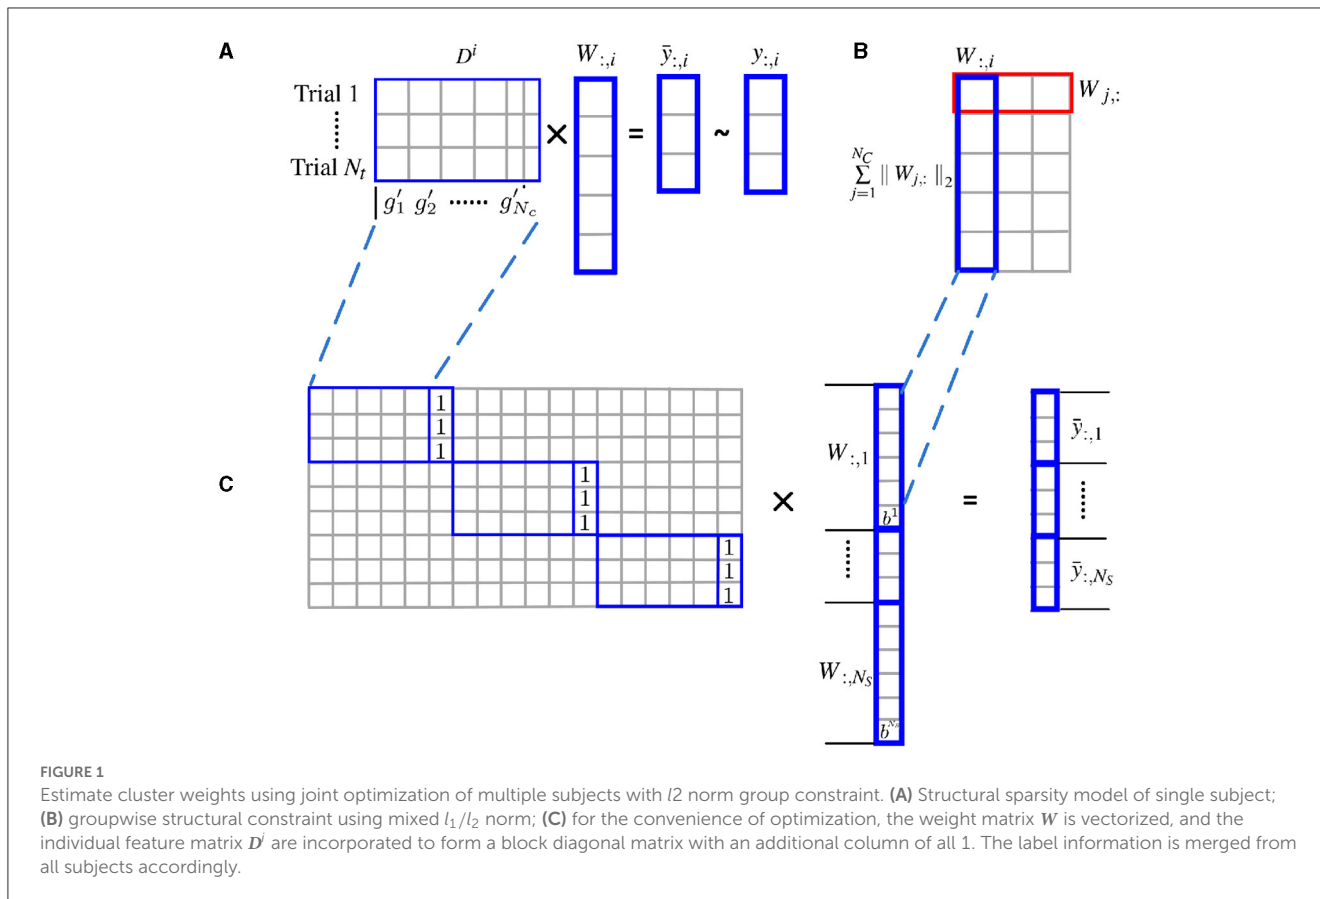 A
D^i
W_{:,i}
ȳ_{:,i}
y_{:,i}
Trial 1
Trial N_t
× = ~
g′_1 g′_2 ...... g′_{N_c}
B
W_{:,i}
W_{j,:}
∑_{j=1}^{N_C} ‖ W_{j,:} ‖_2
C
1
1
1
1
1
1
1
1
1
×
W_{:,1}
b^1
W_{:,N_S}
=
ȳ_{:,1}
ȳ_{:,N_S}
FIGURE 1
Estimate cluster weights using joint optimization of multiple subjects with l2 norm group constraint. (A) Structural sparsity model of single subject;
(B) groupwise structural constraint using mixed l_1/l_2 norm; (C) for the convenience of optimization, the weight matrix W is vectorized, and the
individual feature matrix D^i are incorporated to form a block diagonal matrix with an additional column of all 1. The label information is merged from
all subjects accordingly.